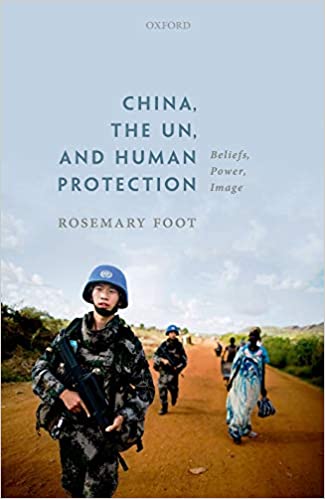 OXFORD
CHINA,
THE UN,
AND HUMAN
PROTECTION
Beliefs,
Power,
Image
ROSEMARY FOOT